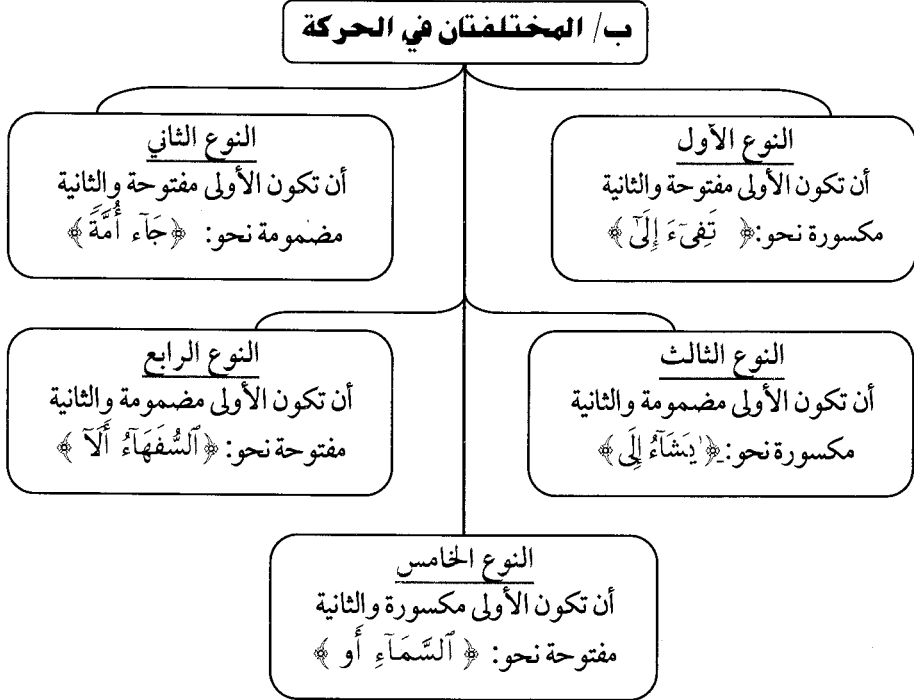 ب/ المختلفتان في الحركة
النوع الأول
أن تكون الأولى مفتوحة والثانية
مكسورة نحو: ﴿ تَفِىٓءَ إِلَىٰٓ ﴾
النوع الثاني
أن تكون الأولى مفتوحة والثانية
مضمومة نحو: ﴿جَآءَ أُمَّةً﴾
النوع الثالث
أن تكون الأولى مضمومة والثانية
مكسورة نحو: ﴿يَشَآءُ إِلَى﴾
النوع الرابع
أن تكون الأولى مضمومة والثانية
مفتوحة نحو: ﴿ٱلسُّفَهَآءُ أَلَآ ﴾
النوع الخامس
أن تكون الأولى مكسورة والثانية
مفتوحة نحو: ﴿ ٱلسَّمَآءِ أَو ﴾